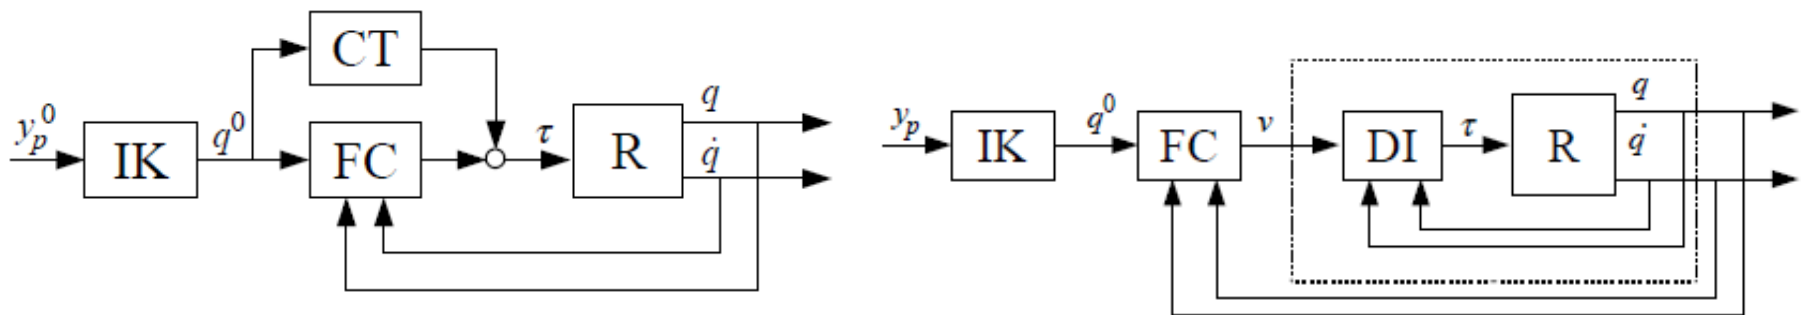 CT
y_p^0
IK
q^0
FC
τ
R
q
q̇
y_p
IK
q^0
FC
v
DI
τ
R
q
q̇